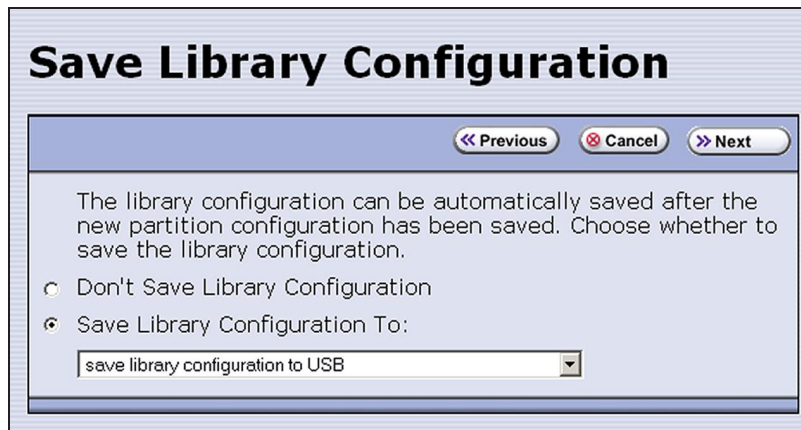 Save Library Configuration
Previous
Cancel
Next
The library configuration can be automatically saved after the
new partition configuration has been saved. Choose whether to
save the library configuration.
Don't Save Library Configuration
Save Library Configuration To:
save library configuration to USB